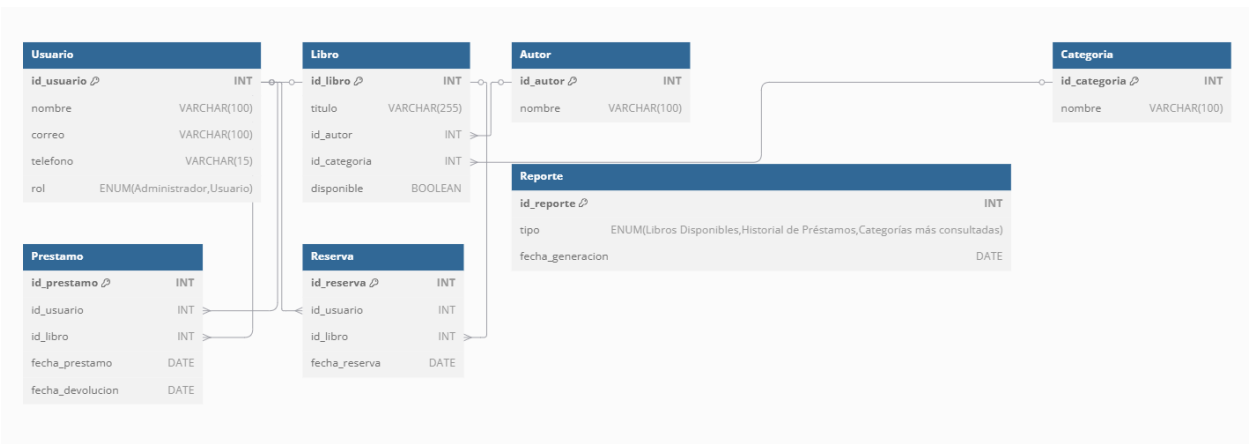 Usuario
id_usuario INT
nombre VARCHAR(100)
correo VARCHAR(100)
telefono VARCHAR(15)
rol ENUM(Administrador,Usuario)
Libro
id_libro INT
titulo VARCHAR(255)
id_autor INT
id_categoria INT
disponible BOOLEAN
Autor
id_autor INT
nombre VARCHAR(100)
Categoria
id_categoria INT
nombre VARCHAR(100)
Reporte
id_reporte INT
tipo ENUM(Libros Disponibles,Historial de Préstamos,Categorías más consultadas)
fecha_generacion DATE
Prestamo
id_prestamo INT
id_usuario INT
id_libro INT
fecha_prestamo DATE
fecha_devolucion DATE
Reserva
id_reserva INT
id_usuario INT
id_libro INT
fecha_reserva DATE